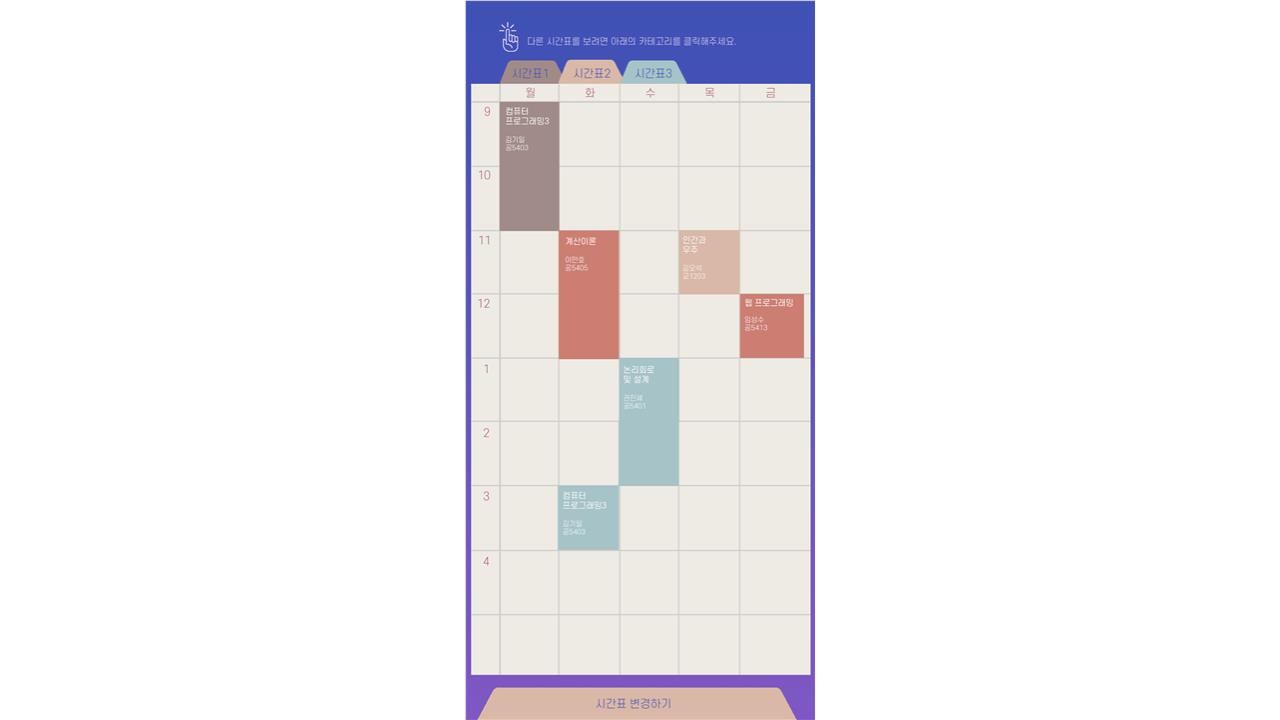 다른 시간표를 보려면 아래의 카테고리를 클릭해주세요.
시간표1 시간표2 시간표3
월 화 수 목 금
9
컴퓨터
프로그래밍3
김기일
공5403
10
11
계산이론
이만호
공5405
인간과
우주
김오석
교1203
12
웹 프로그래밍
임성수
공5413
1
논리회로
및 설계
권진세
공5401
2
3
컴퓨터
프로그래밍3
김기일
공5403
4
시간표 변경하기